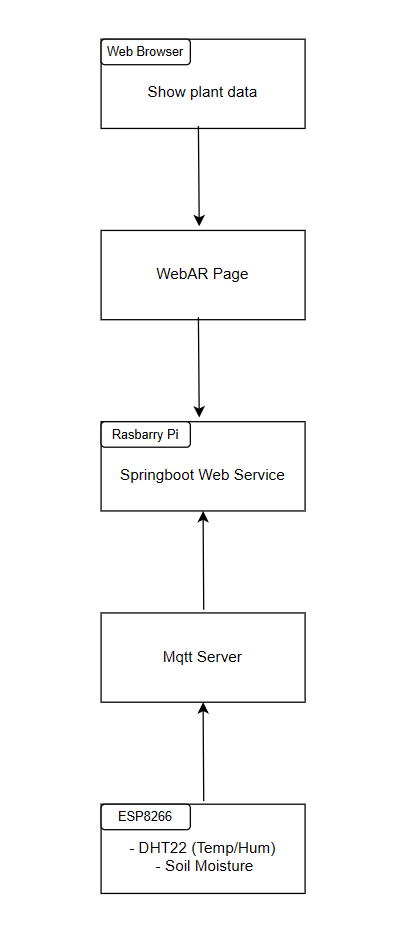 Web Browser
Show plant data
WebAR Page
Rasbarry Pi
Springboot Web Service
Mqtt Server
ESP8266
- DHT22 (Temp/Hum)
- Soil Moisture